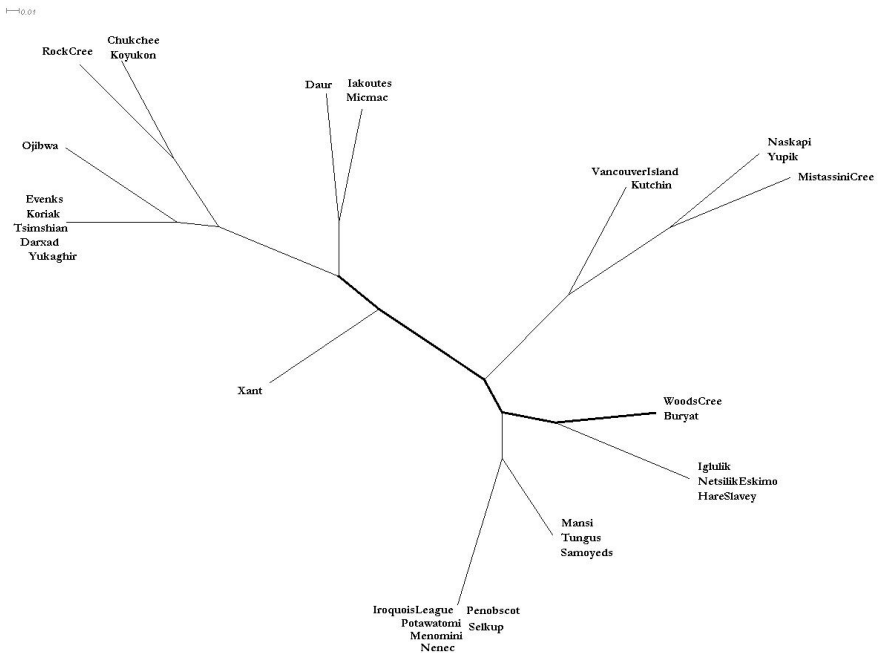 0.01
Chukchee
Koyukon
RockCree
Ojibwa
Evenks
Koriak
Tsimshian
Darxad
Yukaghir
Daur
Iakoutes
Micmac
VancouverIsland
Kutchin
Naskapi
Yupik
MistassiniCree
Xant
WoodsCree
Buryat
Iglulik
NetsilikEskimo
HareSlavey
Mansi
Tungus
Samoyeds
IroquoisLeague
Potawatomi
Menomini
Nenec
Penobscot
Selkup